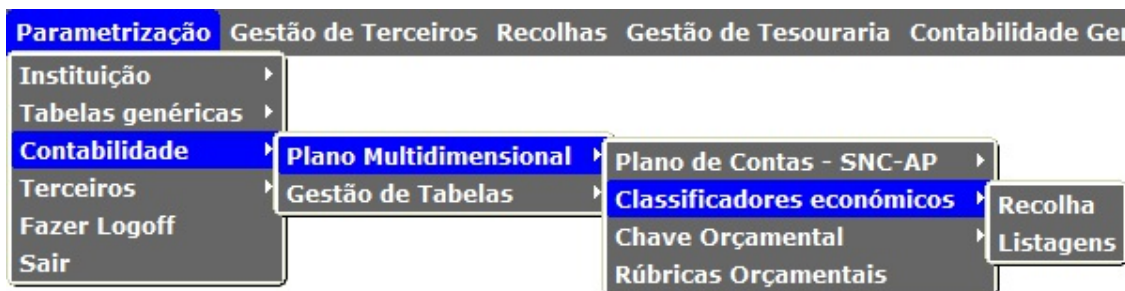 Parametrização Gestão de Terceiros Recolhas Gestão de Tesouraria Contabilidade
Instituição
Tabelas genéricas
Contabilidade
Terceiros
Fazer Logoff
Sair
Plano Multidimensional
Gestão de Tabelas
Plano de Contas - SNC-AP
Classificadores económicos
Chave Orçamental
Rúbricas Orçamentais
Recolha
Listagens